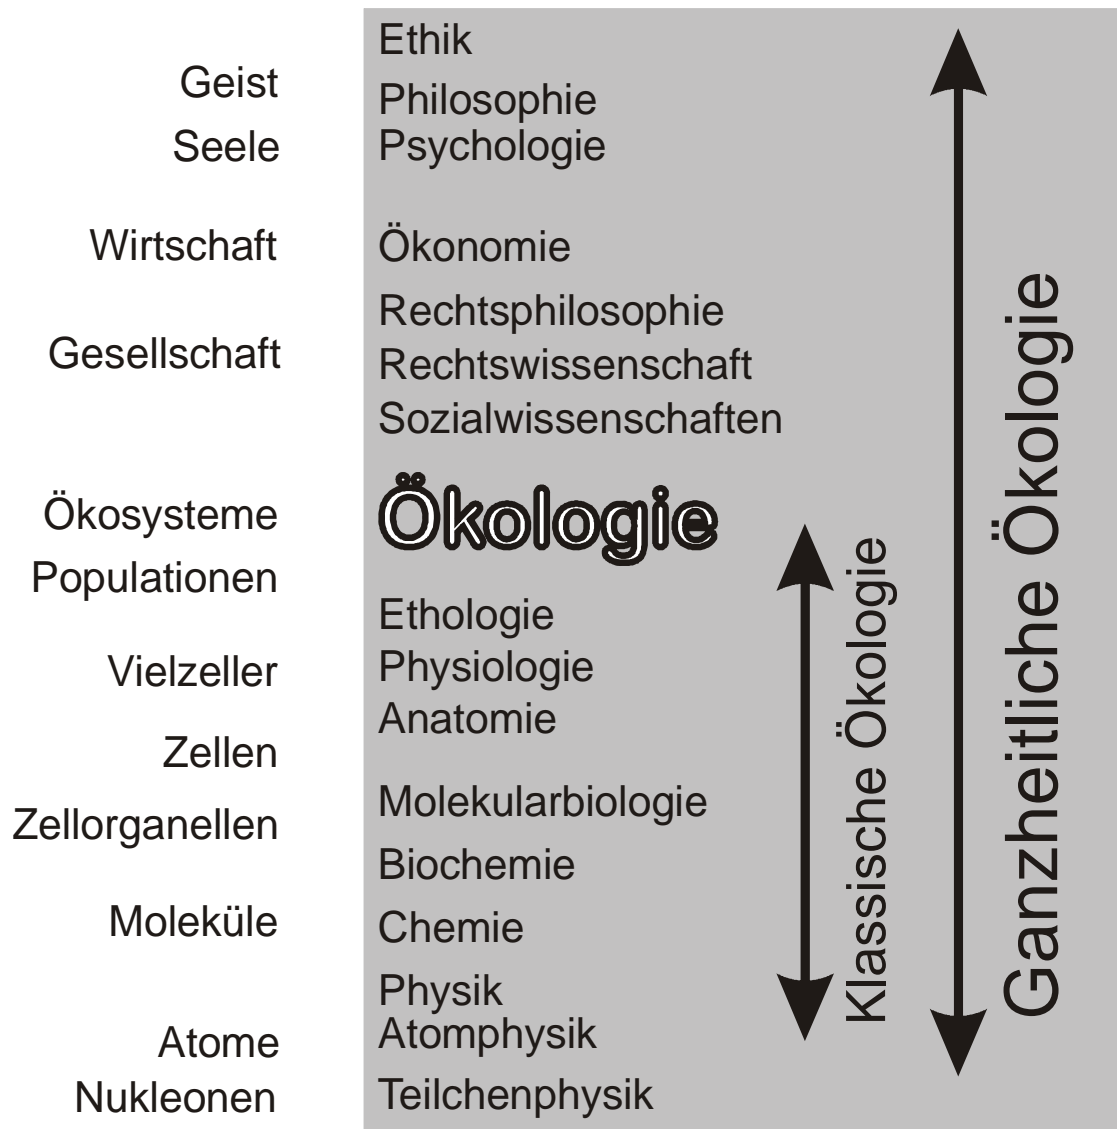 Ethik
Geist
Philosophie
Seele
Psychologie
Wirtschaft
Ökonomie
Rechtsphilosophie
Gesellschaft
Rechtswissenschaft
Sozialwissenschaften
Ökosysteme
Ökologie
Populationen
Ethologie
Vielzeller
Physiologie
Anatomie
Zellen
Molekularbiologie
Zellorganellen
Biochemie
Moleküle
Chemie
Physik
Atome
Atomphysik
Nukleonen
Teilchenphysik
Klassische Ökologie
Ganzheitliche Ökologie